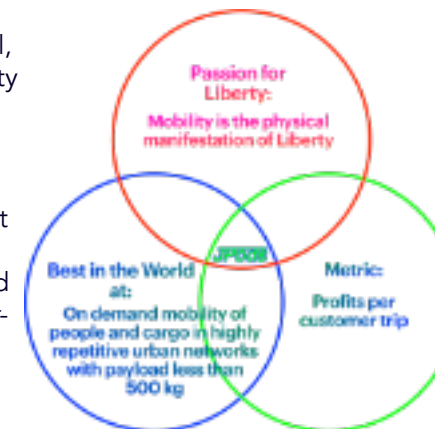 l,
ty
t
d
r-
Passion for
Liberty:
Mobility is the physical
manifestation of Liberty
Best in the World
at:
On demand mobility of
people and cargo in highly
repetitive urban networks
with payload less than
500 kg
Metric:
Profits per
customer trip